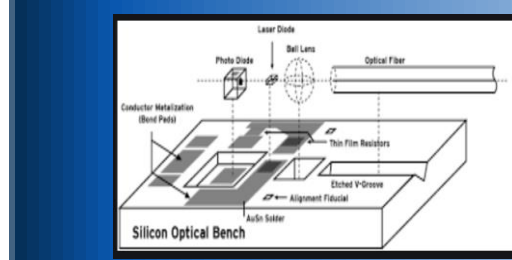 Laser Diode
Ball Lens
Photo Diode
Optical Fiber
Conductor Metalization
(Bond Pads)
Thin Film Resistors
Etched V-Groove
Alignment Fiducial
AuSn Solder
Silicon Optical Bench